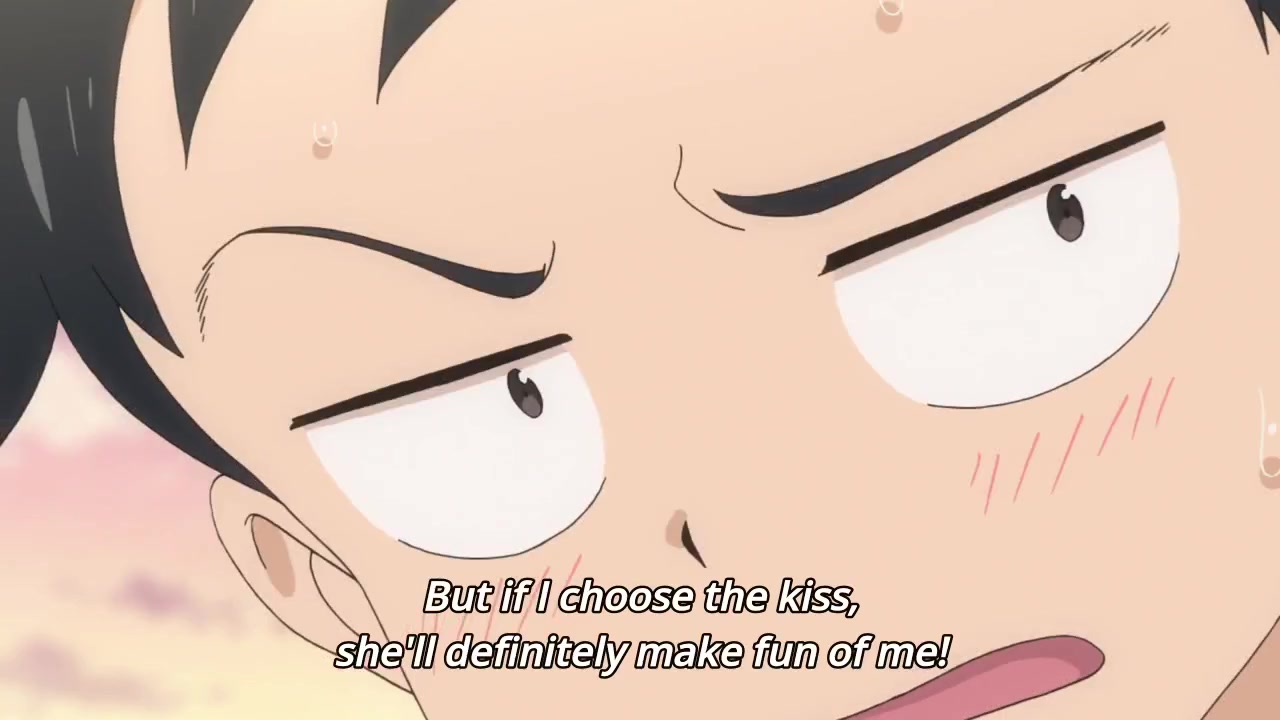 But if I choose the kiss,
she'll definitely make fun of me!